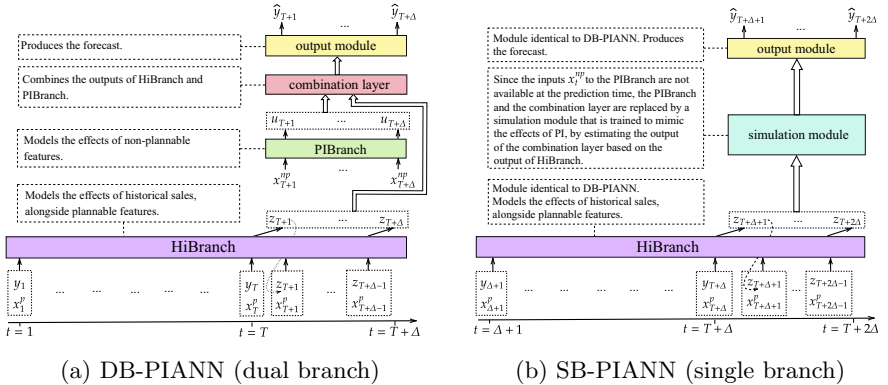 ŷ_{T+1} ... ŷ_{T+Δ}
Produces the forecast.
output module
Combines the outputs of HiBranch and
PIBranch.
combination layer
u_{T+1} ... u_{T+Δ}
Models the effects of non-plannable
features.
PIBranch
x^{np}_{T+1} ... x^{np}_{T+Δ}
Models the effects of historical sales,
alongside plannable features.
z_{T+1} ... z_{T+Δ}
HiBranch
y_1 ... ... ... y_T z_{T+1} ... z_{T+Δ−1}
x^p_1 x^p_T x^p_{T+1} x^p_{T+Δ−1}
t = 1 t = T t = T + Δ
(a) DB-PIANN (dual branch)
ŷ_{T+Δ+1} ... ŷ_{T+2Δ}
Module identical to DB-PIANN. Produces
the forecast.
output module
Since the inputs x^{np}_t to the PIBranch are not
available at the prediction time, the PIBranch
and the combination layer are replaced by a
simulation module that is trained to mimic
the effects of PI, by estimating the output
of the combination layer based on the
output of HiBranch.
simulation module
Module identical to DB-PIANN.
Models the effects of historical sales,
alongside plannable features.
z_{T+Δ+1} ... z_{T+2Δ}
HiBranch
y_{Δ+1} ... ... ... y_{T+Δ} z_{T+Δ+1} ... z_{T+2Δ−1}
x^p_{Δ+1} x^p_{T+Δ} x^p_{T+Δ+1} x^p_{T+2Δ−1}
t = Δ + 1 t = T + Δ t = T + 2Δ
(b) SB-PIANN (single branch)